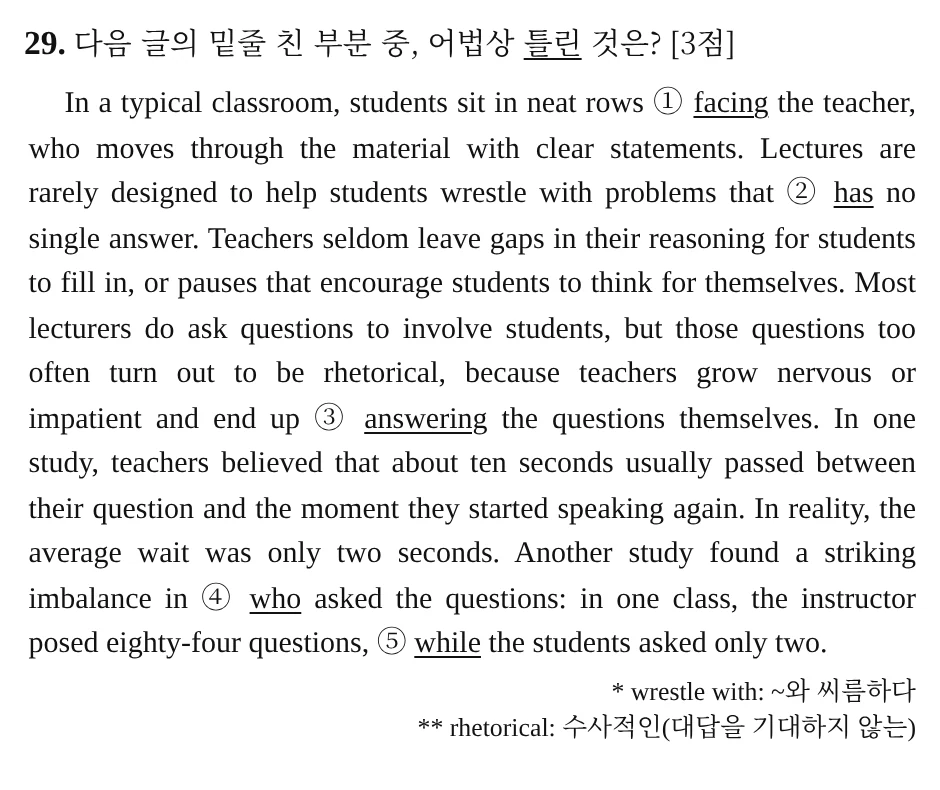 29. 다음 글의 밑줄 친 부분 중, 어법상 틀린 것은? [3점]
In a typical classroom, students sit in neat rows ① facing the teacher,
who moves through the material with clear statements. Lectures are
rarely designed to help students wrestle with problems that ② has no
single answer. Teachers seldom leave gaps in their reasoning for students
to fill in, or pauses that encourage students to think for themselves. Most
lecturers do ask questions to involve students, but those questions too
often turn out to be rhetorical, because teachers grow nervous or
impatient and end up ③ answering the questions themselves. In one
study, teachers believed that about ten seconds usually passed between
their question and the moment they started speaking again. In reality, the
average wait was only two seconds. Another study found a striking
imbalance in ④ who asked the questions: in one class, the instructor
posed eighty-four questions, ⑤ while the students asked only two.
* wrestle with: ~와 씨름하다
** rhetorical: 수사적인(대답을 기대하지 않는)